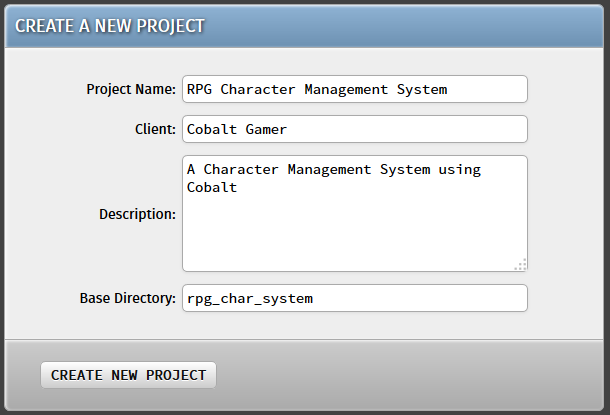 CREATE A NEW PROJECT
Project Name: RPG Character Management System
Client: Cobalt Gamer
Description: A Character Management System using
Cobalt
Base Directory: rpg_char_system
CREATE NEW PROJECT